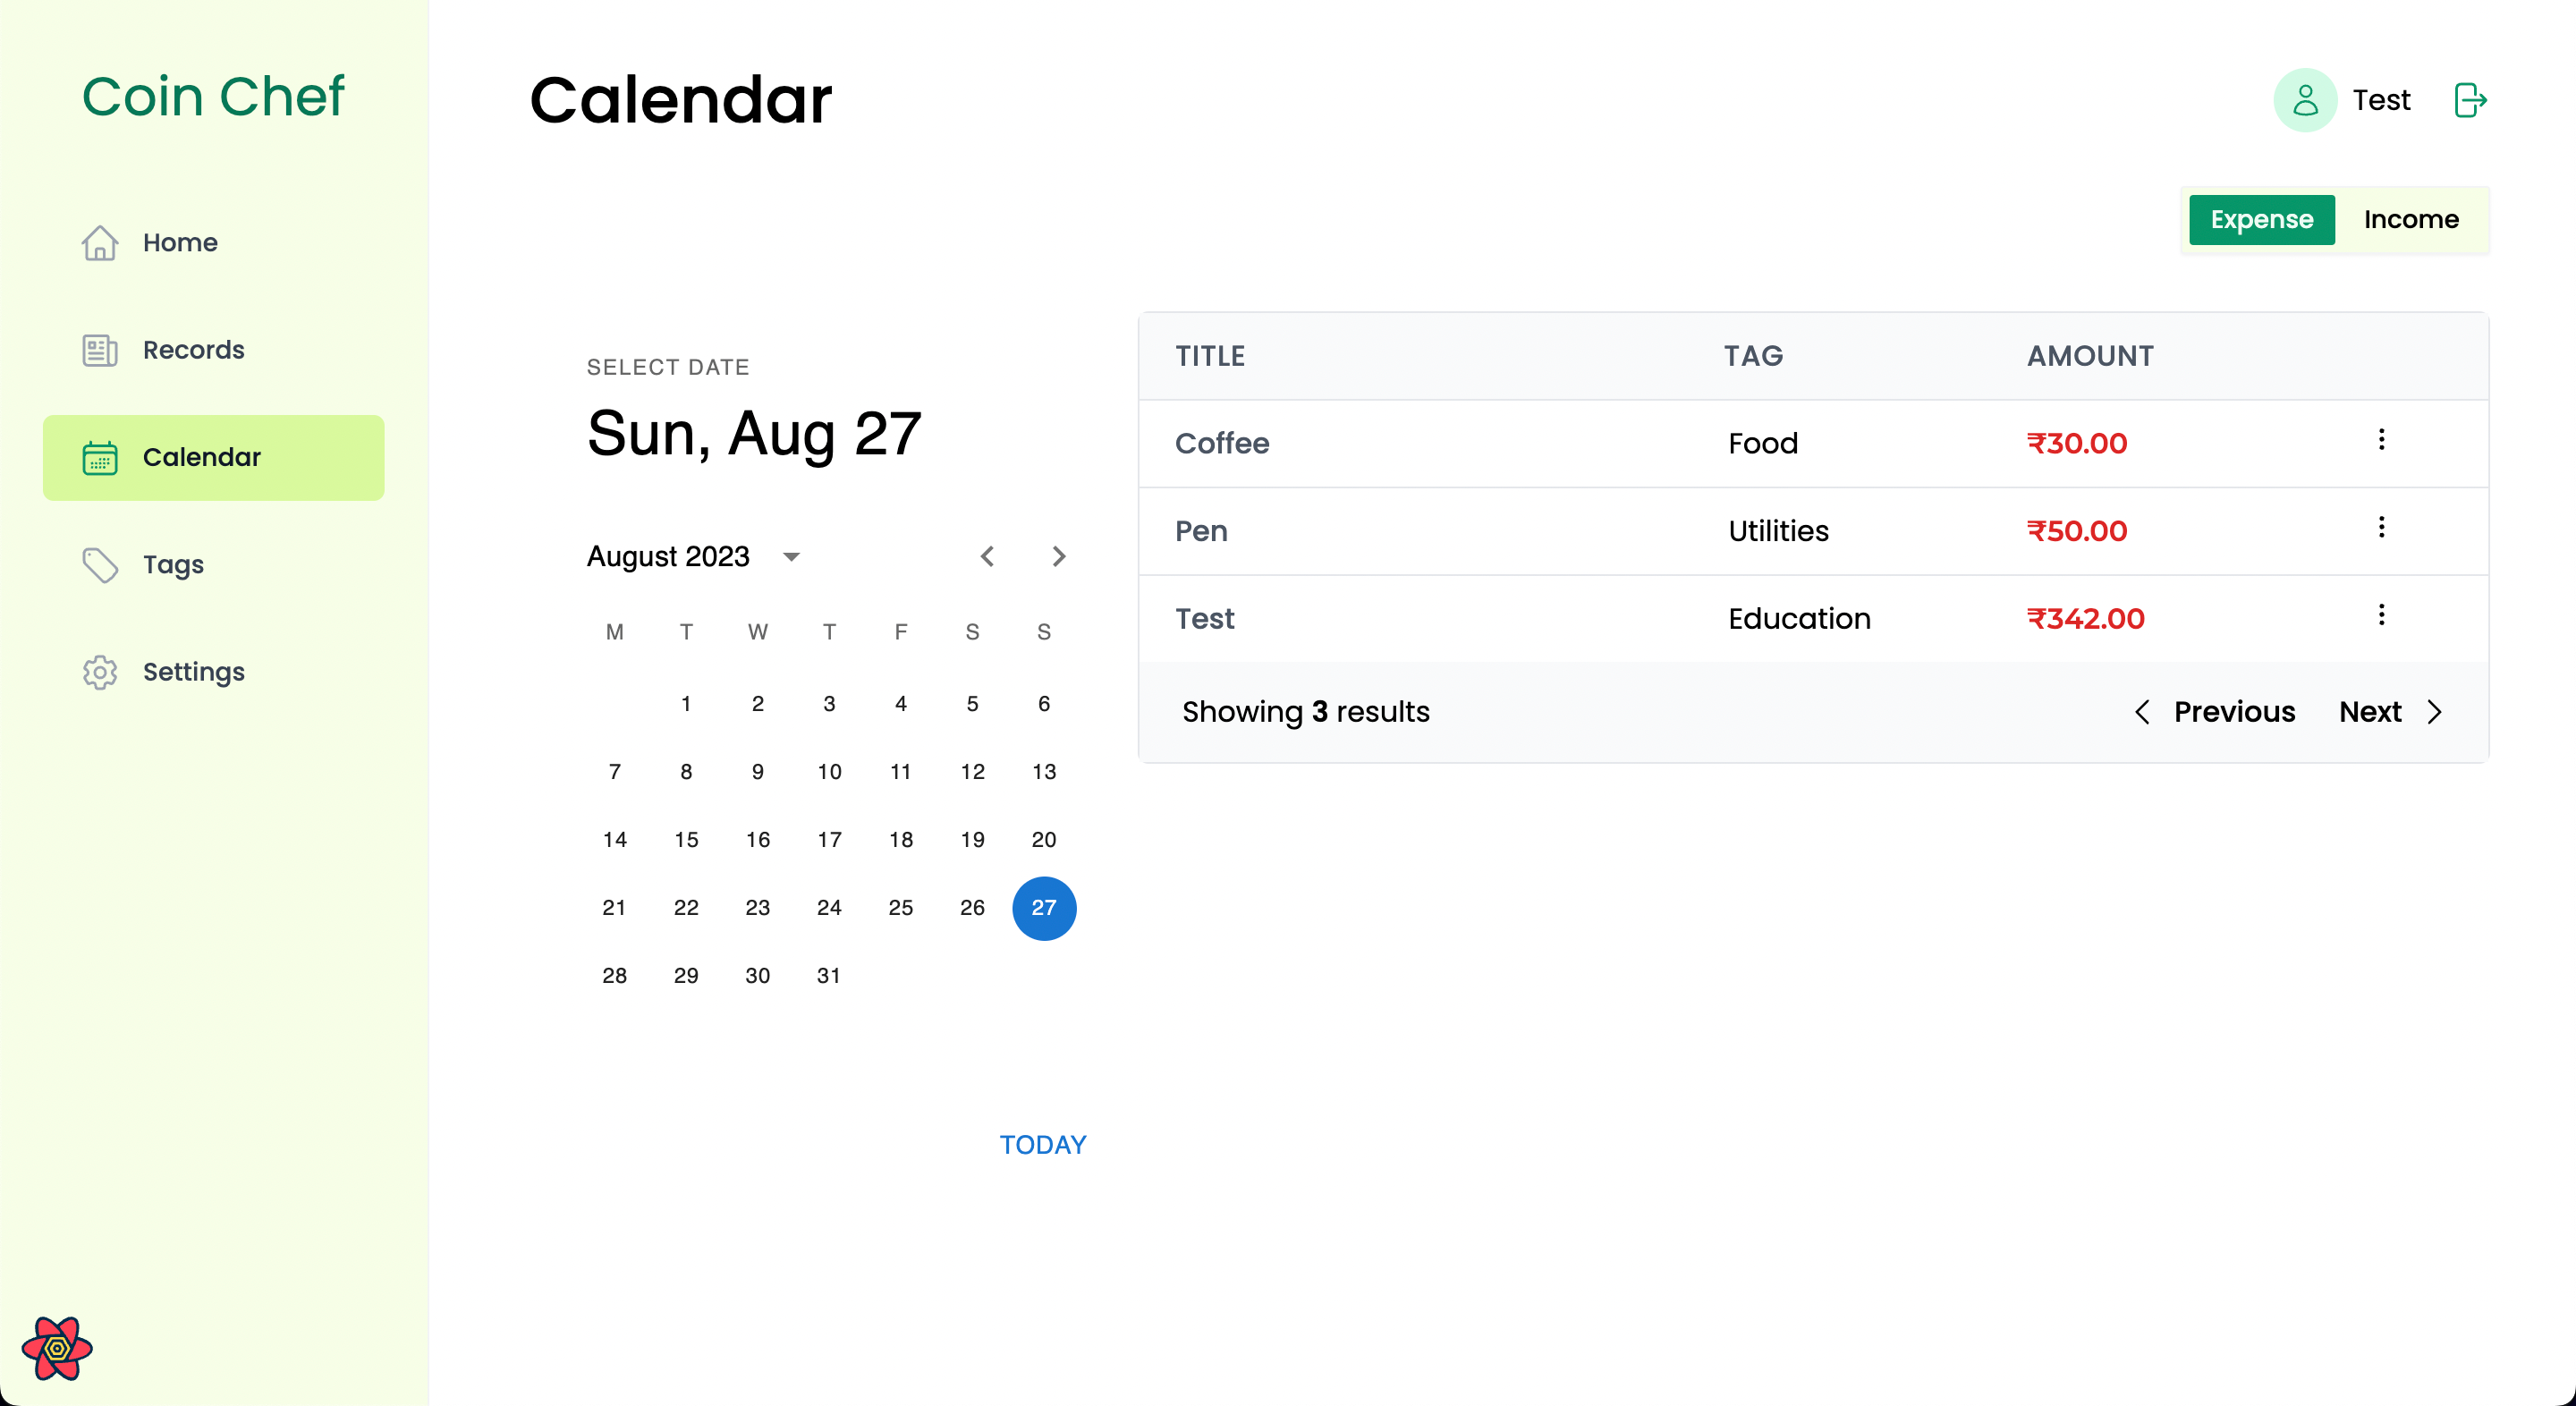 Coin Chef
Home
Records
Calendar
Tags
Settings
Calendar
Test
Expense Income
SELECT DATE
Sun, Aug 27
August 2023
M T W T F S S
1 2 3 4 5 6
7 8 9 10 11 12 13
14 15 16 17 18 19 20
21 22 23 24 25 26 27
28 29 30 31
TODAY
TITLE TAG AMOUNT
Coffee Food ₹30.00
Pen Utilities ₹50.00
Test Education ₹342.00
Showing 3 results Previous Next